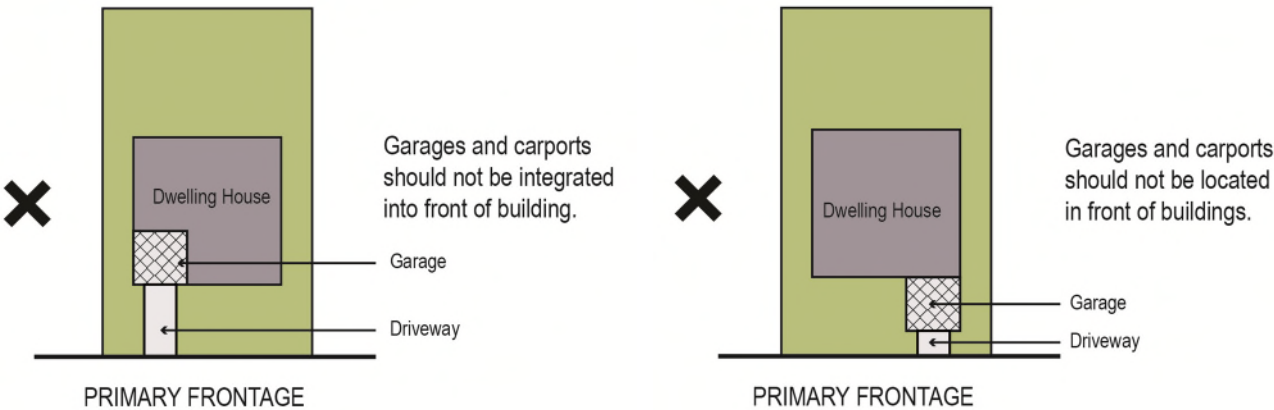 Dwelling House
Garages and carports
should not be integrated
into front of building.
Garage
Driveway
PRIMARY FRONTAGE
Dwelling House
Garages and carports
should not be located
in front of buildings.
Garage
Driveway
PRIMARY FRONTAGE